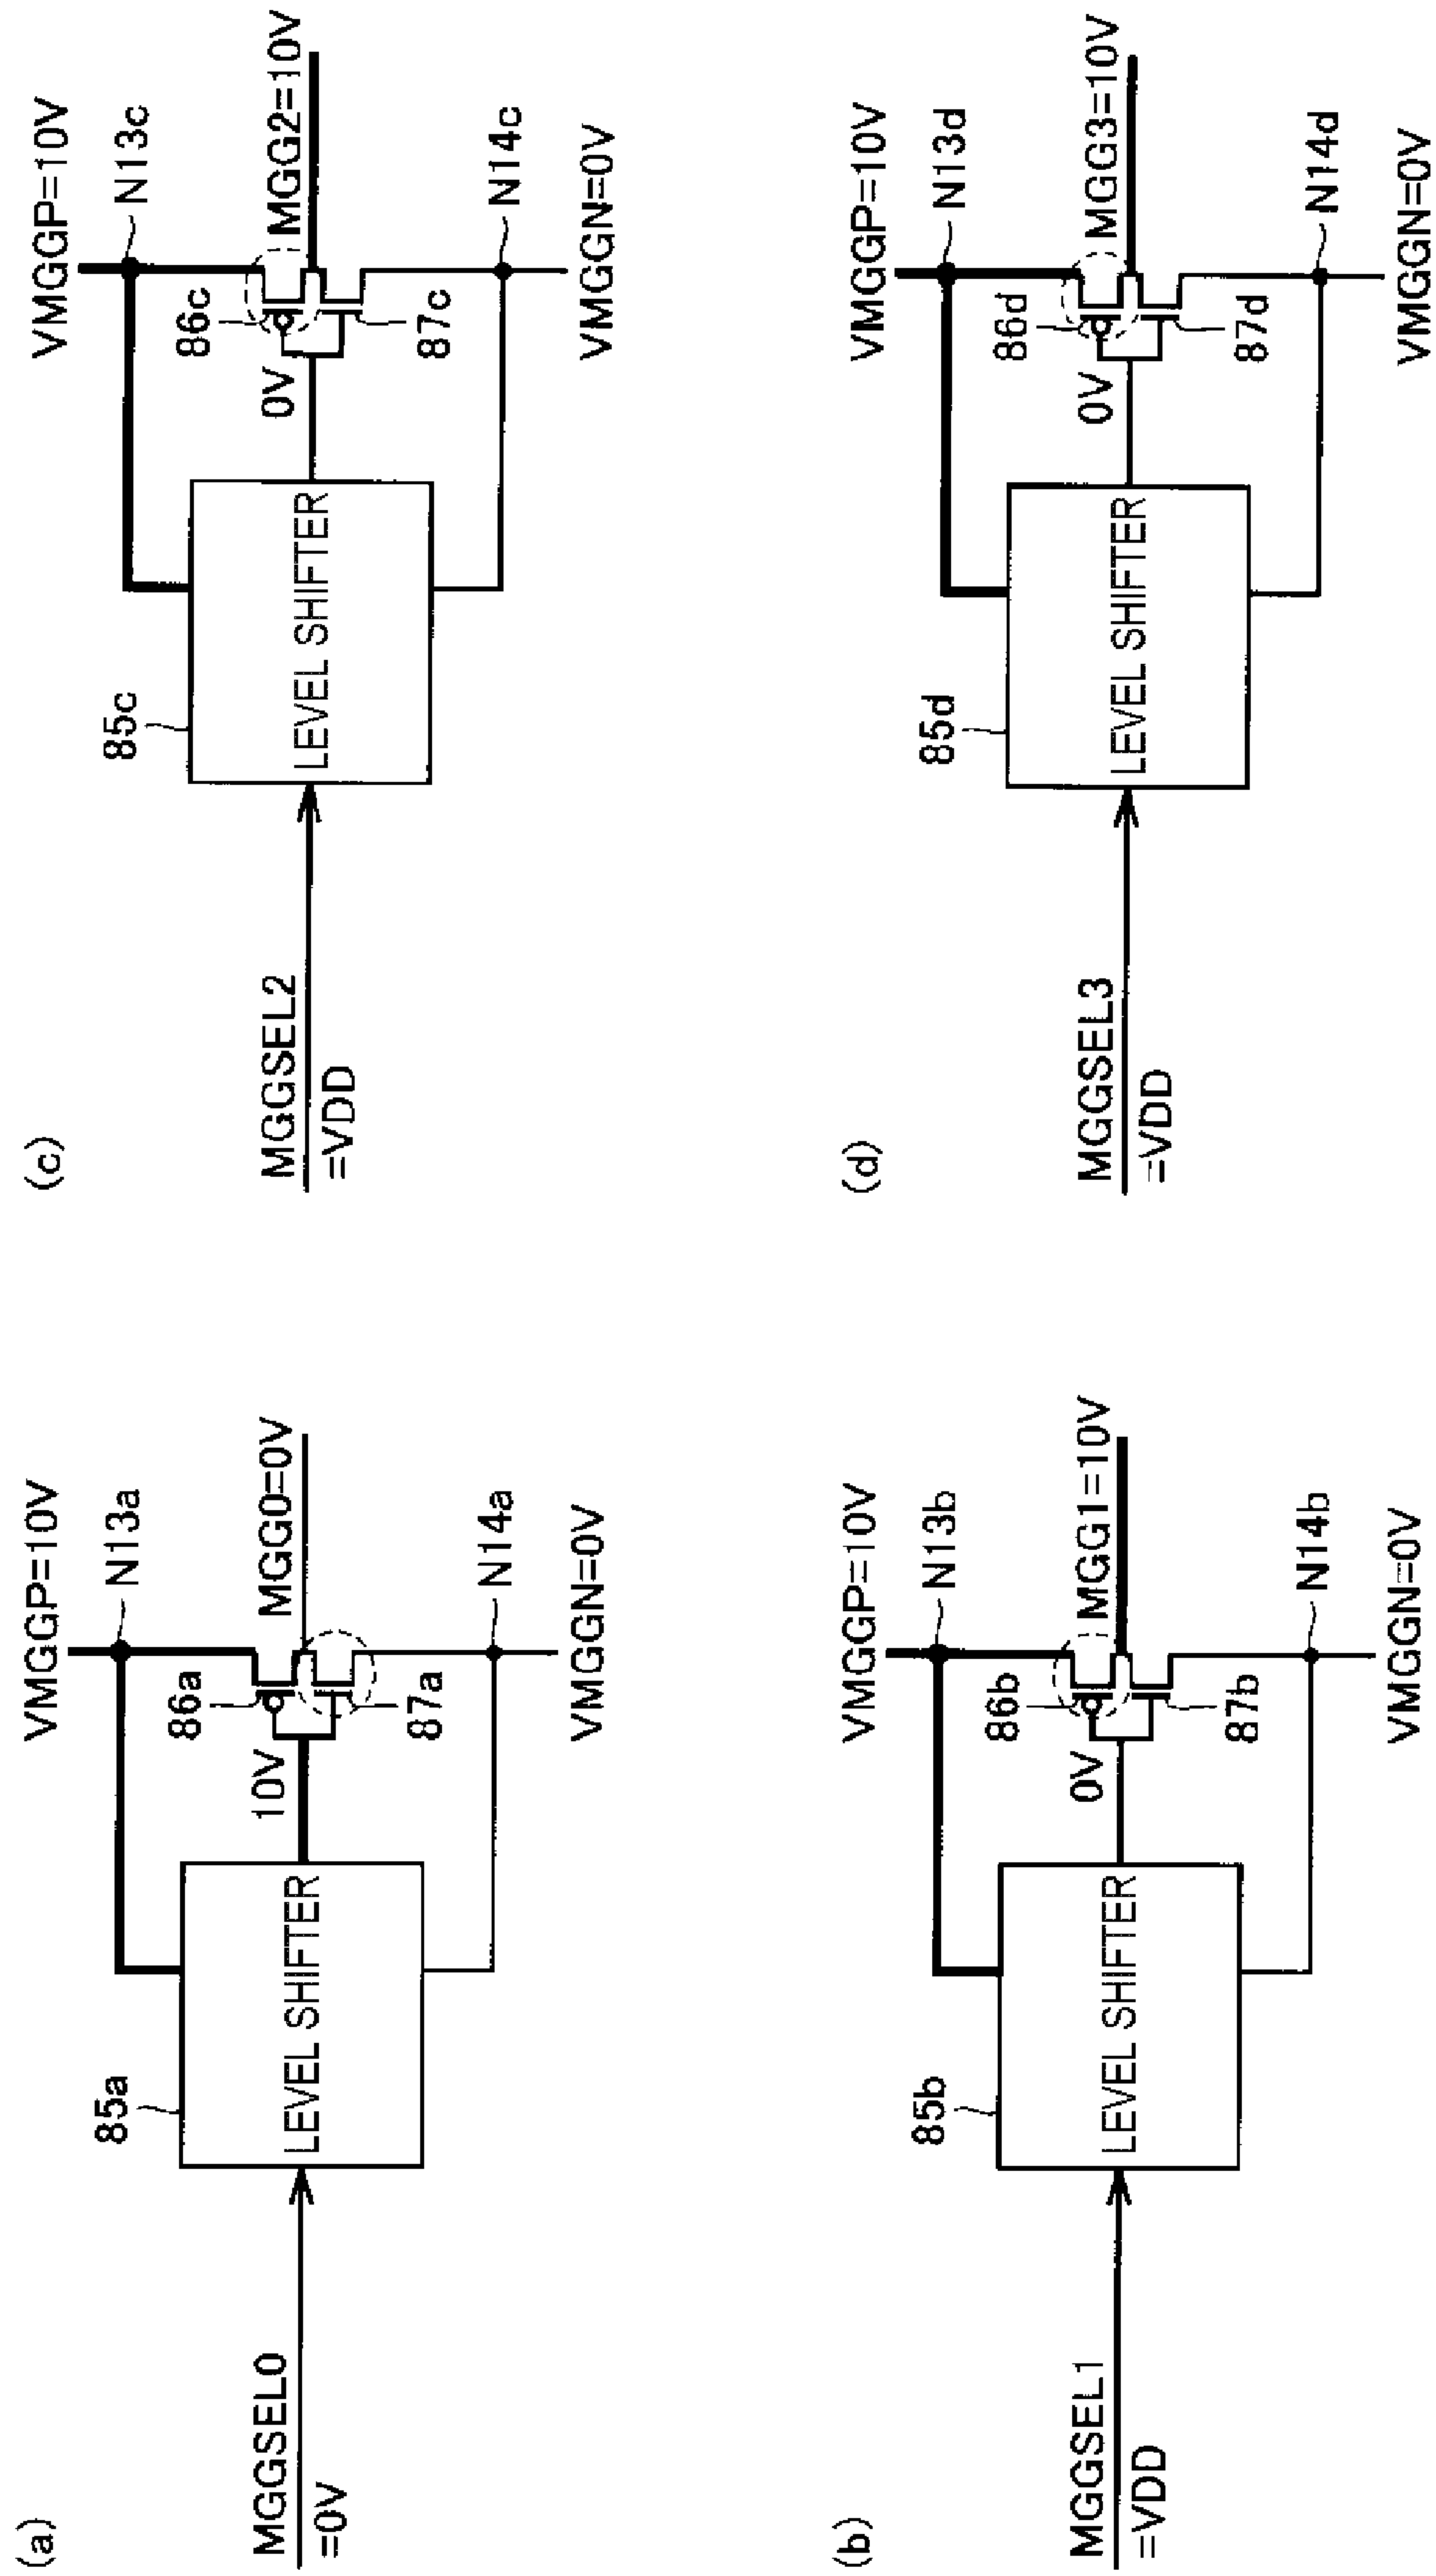 (a)
VMGGP=10V
N13a
86a
10V
MGG0=0V
85a
LEVEL SHIFTER
MGGSEL0
=0V
87a
N14a
VMGGN=0V
(b)
VMGGP=10V
N13b
86b
0V
MGG1=10V
85b
LEVEL SHIFTER
MGGSEL1
=VDD
87b
N14b
VMGGN=0V
(c)
VMGGP=10V
N13c
86c
0V
MGG2=10V
85c
LEVEL SHIFTER
MGGSEL2
=VDD
87c
N14c
VMGGN=0V
(d)
VMGGP=10V
N13d
86d
0V
MGG3=10V
85d
LEVEL SHIFTER
MGGSEL3
=VDD
87d
N14d
VMGGN=0V